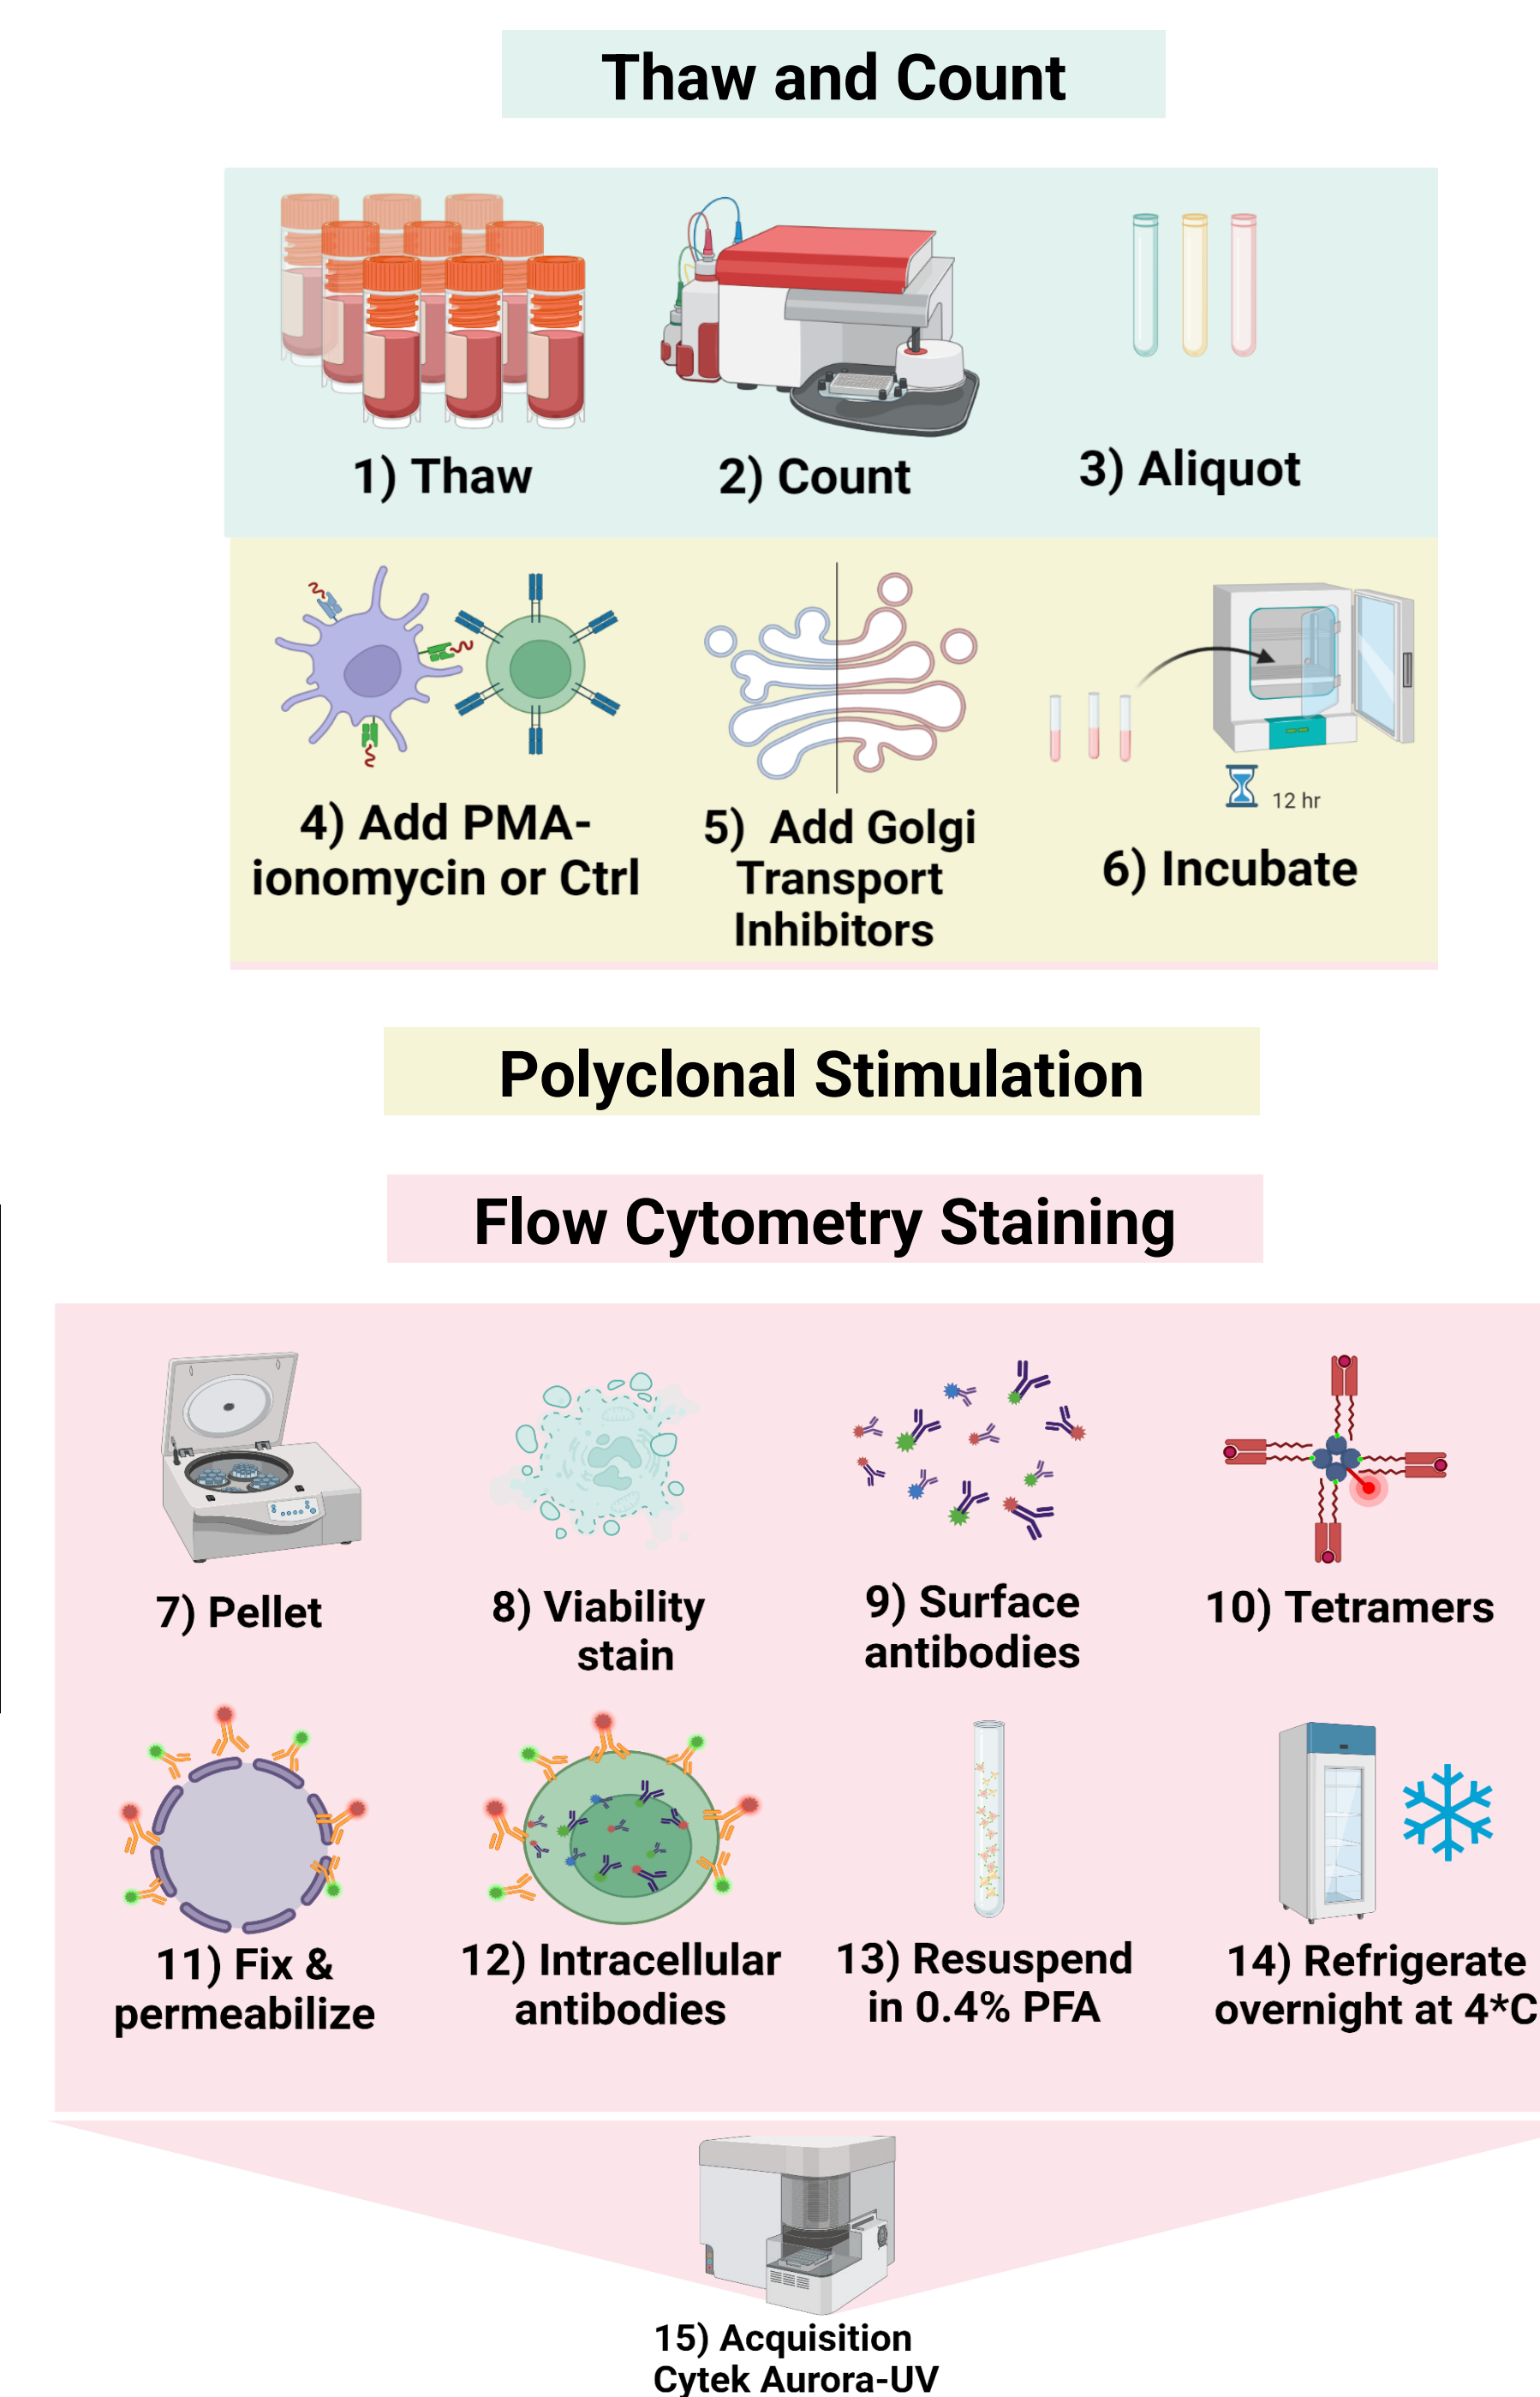 Thaw and Count
1) Thaw
2) Count
3) Aliquot
4) Add PMA-
ionomycin or Ctrl
5)  Add Golgi
Transport
Inhibitors
12 hr
6) Incubate
Polyclonal Stimulation
Flow Cytometry Staining
7) Pellet
8) Viability
stain
9) Surface
antibodies
10) Tetramers
11) Fix &
permeabilize
12) Intracellular
antibodies
13) Resuspend
in 0.4% PFA
14) Refrigerate
overnight at 4*C
15) Acquisition
Cytek Aurora-UV